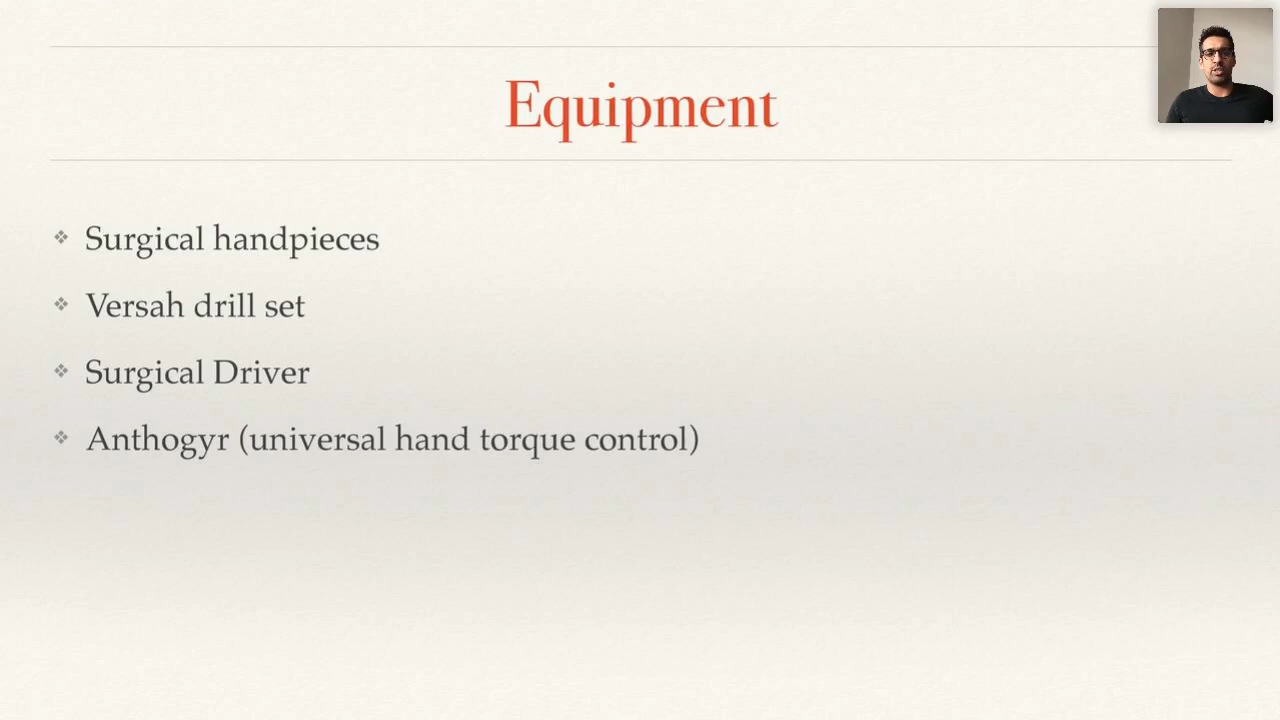 Equipment
Surgical handpieces
Versah drill set
Surgical Driver
Anthogyr (universal hand torque control)